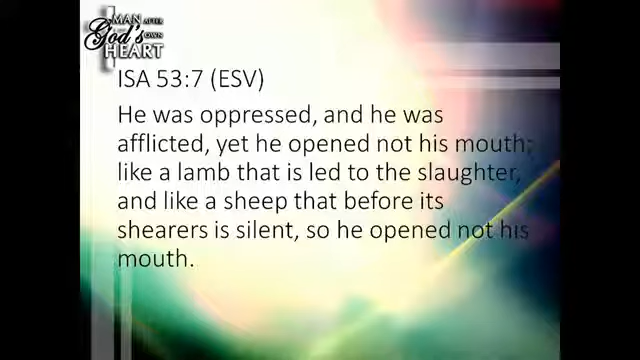 MAN AFTER
God's OWN
HEART
ISA 53:7 (ESV)
He was oppressed, and he was
afflicted, yet he opened not his mouth;
like a lamb that is led to the slaughter,
and like a sheep that before its
shearers is silent, so he opened not his
mouth.